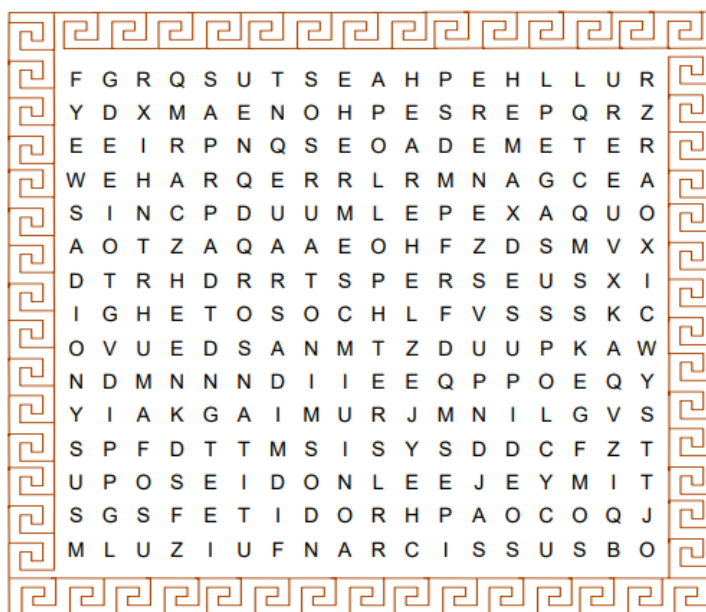 F G R Q S U T S E A H P E H L L U R
Y D X M A E N O H P E S R E P Q R Z
E E I R P N Q S E O A D E M E T E R
W E H A R Q E R R L R M N A G C E A
S I N C P D U U M L E P E X A Q U O
A O T Z A Q A A E O H F Z D S M V X
D T R H D R R T S P E R S E U S X I
I G H E T O S O C H L F V S S S K C
O V U E D S A N M T Z D U U P K A W
N D M N N N D I I E E Q P P O E Q Y
Y I A K G A I M U R J M N I L G V S
S P F D T T M S I S Y S D D C F Z T
U P O S E I D O N L E E J E Y M I T
S G S F E T I D O R H P A O C O Q J
M L U Z I U F N A R C I S S U S B O